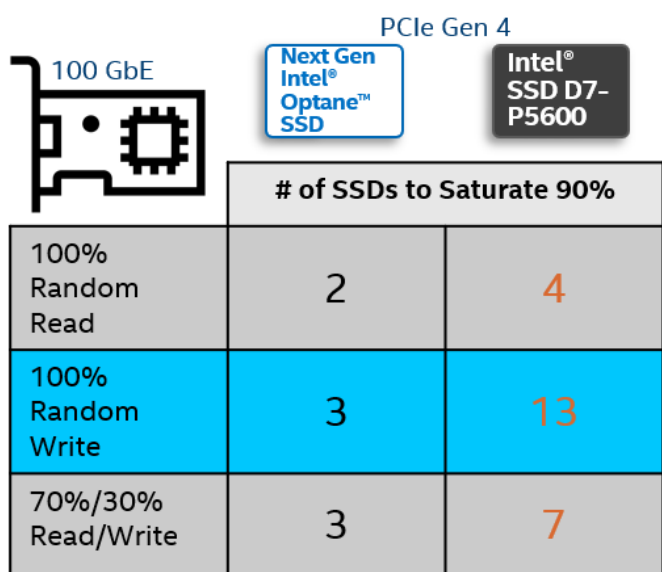 PCIe Gen 4
100 GbE
Next Gen
Intel®
Optane™
SSD
Intel®
SSD D7-
P5600
# of SSDs to Saturate 90%
100%
Random
Read
2
4
100%
Random
Write
3
13
70%/30%
Read/Write
3
7